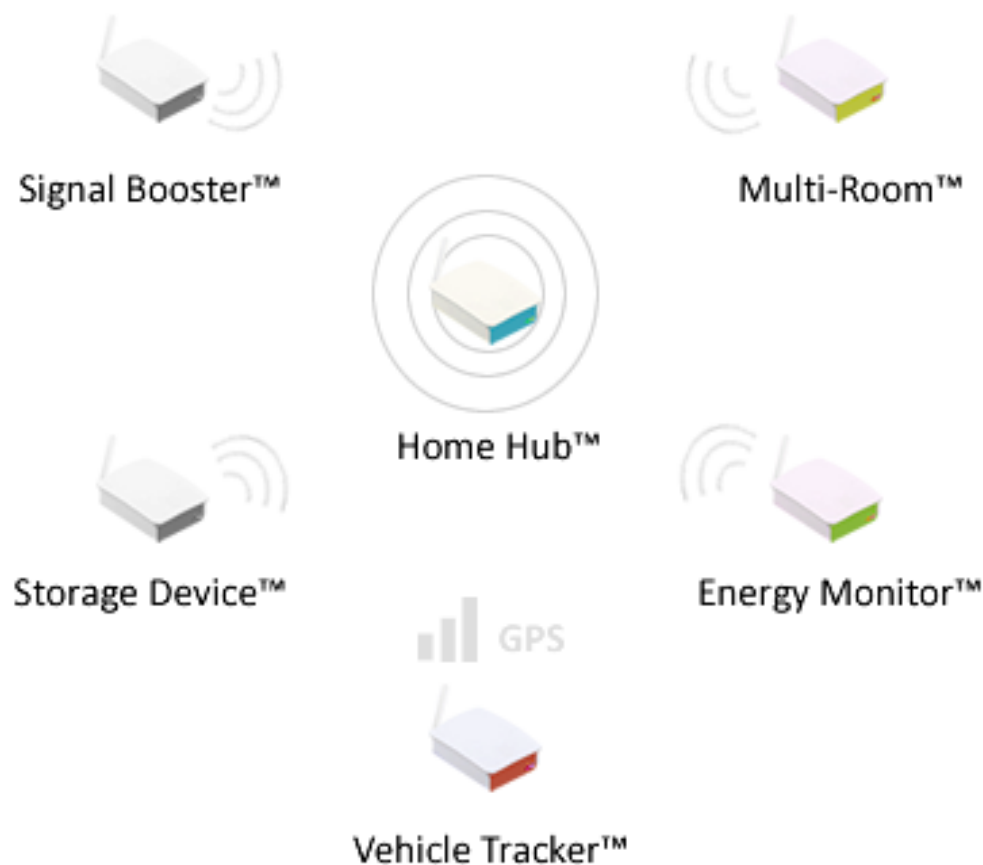 Signal Booster™
Multi-Room™
Home Hub™
Storage Device™
Energy Monitor™
GPS
Vehicle Tracker™